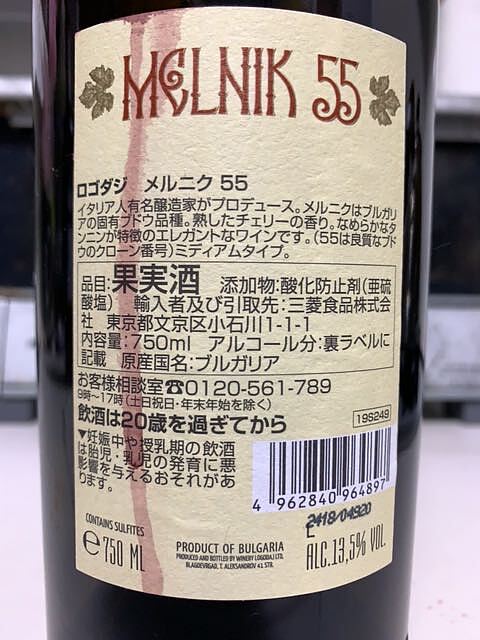 MELNIK 55
ロゴダジ　メルニク 55
イタリア人有名醸造家がプロデュース。メルニクはブルガリ
アの固有ブドウ品種。熟したチェリーの香り。なめらかなタ
ンニンが特徴のエレガントなワインです。（55は良質なブド
ウのクローン番号）ミディアムタイプ。
品目：果実酒　添加物：酸化防止剤（亜硫
酸塩）　輸入者及び引取先：三菱食品株式会
社　東京都文京区小石川1-1-1
内容量：750ml　アルコール分：裏ラベルに
記載　原産国名：ブルガリア
お客様相談室☎0120-561-789
9時〜17時（土日祝日・年末年始を除く）
飲酒は20歳を過ぎてから
196249
▼妊娠中や授乳期の飲酒
は胎児・乳児の発育に悪
影響を与えるおそれがあ
ります。
4 962840 964897
CONTAINS SULFITES
℮750 ML
PRODUCT OF BULGARIA
PRODUCED AND BOTTLED BY WINERY LOGODAJ LTD.
BLAGOEVGRAD, T. ALEKSANDROV 41 STR.
ALC.13,5% VOL.